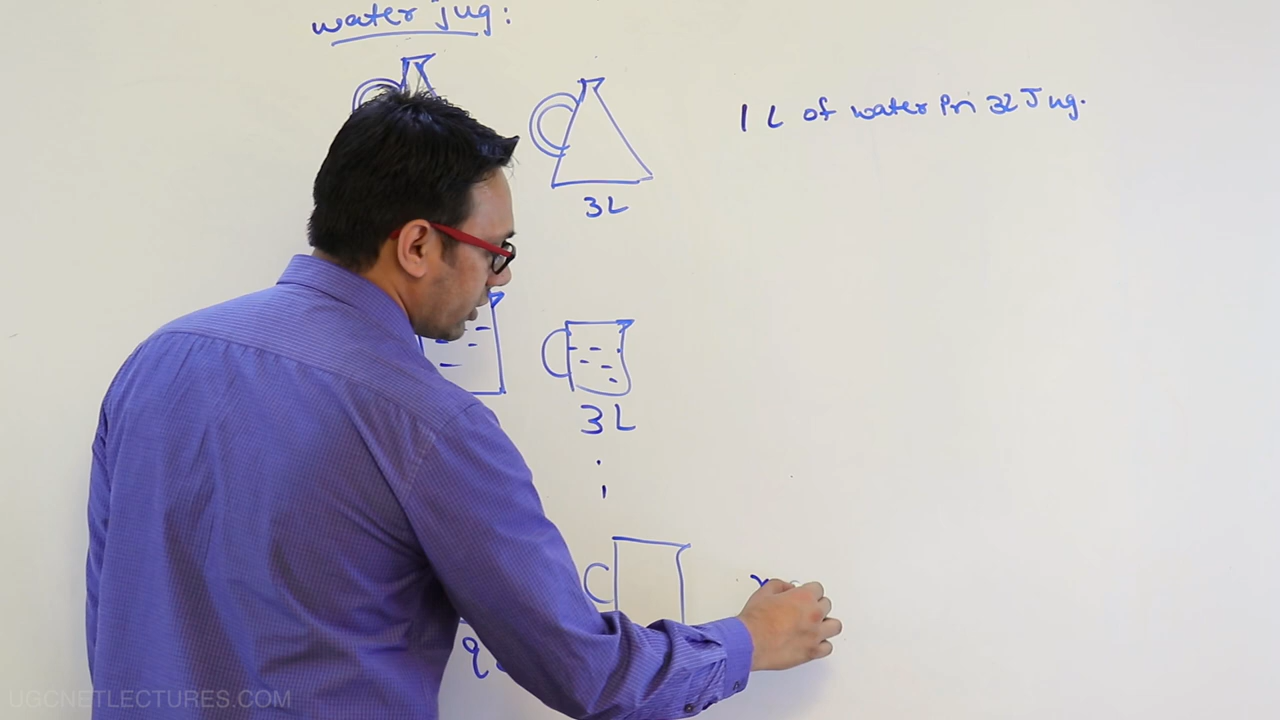 water jug:
1 L of water in 3L Jug.
3L
3L
UGCNETLECTURES.COM